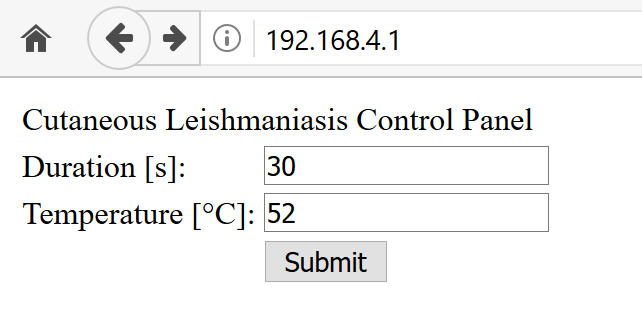 192.168.4.1
Cutaneous Leishmaniasis Control Panel
Duration [s]: 30
Temperature [°C]: 52
Submit